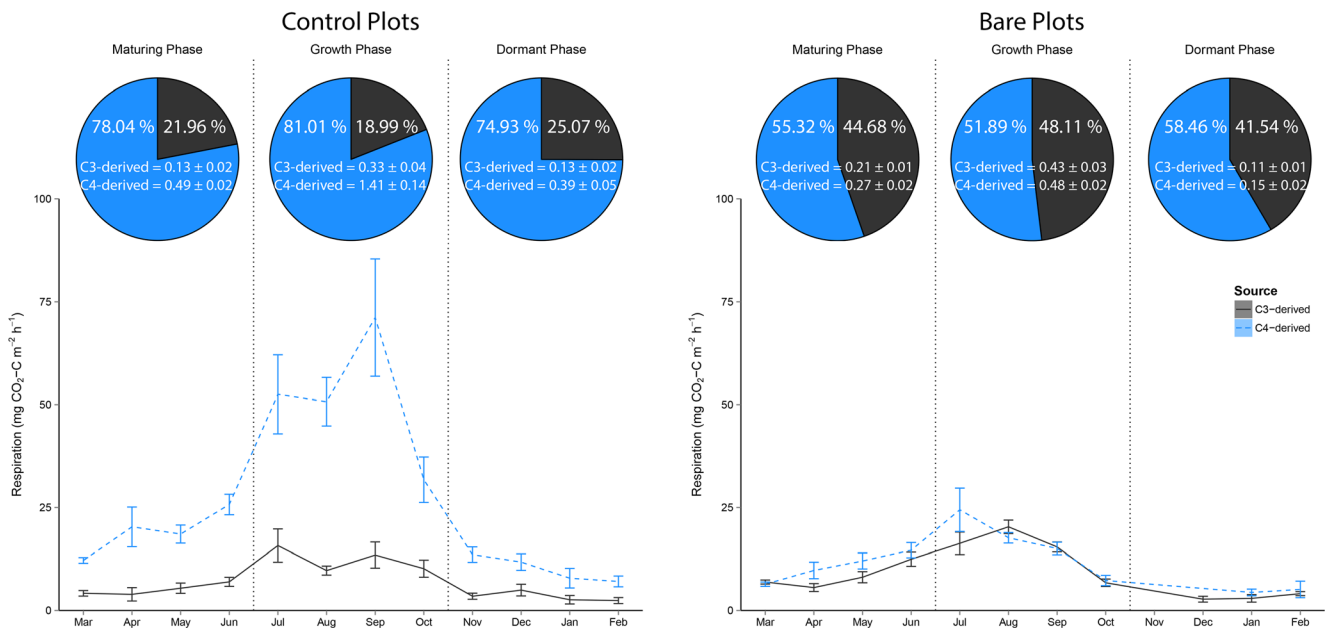 Control Plots
Maturing Phase
Growth Phase
Dormant Phase
78.04 %
21.96 %
C3-derived = 0.13 ± 0.02
C4-derived = 0.49 ± 0.02
81.01 %
18.99 %
C3-derived = 0.33 ± 0.04
C4-derived = 1.41 ± 0.14
74.93 %
25.07 %
C3-derived = 0.13 ± 0.02
C4-derived = 0.39 ± 0.05
100
75
50
25
0
Respiration (mg CO₂−C m⁻² h⁻¹)
Mar
Apr
May
Jun
Jul
Aug
Sep
Oct
Nov
Dec
Jan
Feb
Bare Plots
Maturing Phase
Growth Phase
Dormant Phase
55.32 %
44.68 %
C3-derived = 0.21 ± 0.01
C4-derived = 0.27 ± 0.02
51.89 %
48.11 %
C3-derived = 0.43 ± 0.03
C4-derived = 0.48 ± 0.02
58.46 %
41.54 %
C3-derived = 0.11 ± 0.01
C4-derived = 0.15 ± 0.02
100
75
50
25
0
Respiration (mg CO₂−C m⁻² h⁻¹)
Source
C3−derived
C4−derived
Mar
Apr
May
Jun
Jul
Aug
Sep
Oct
Nov
Dec
Jan
Feb